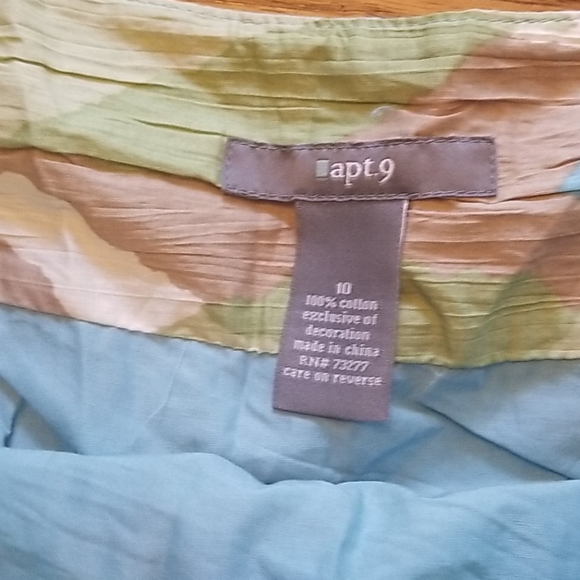 apt.9
10
100% cotton
exclusive of
decoration
made in china
RN# 73277
care on reverse